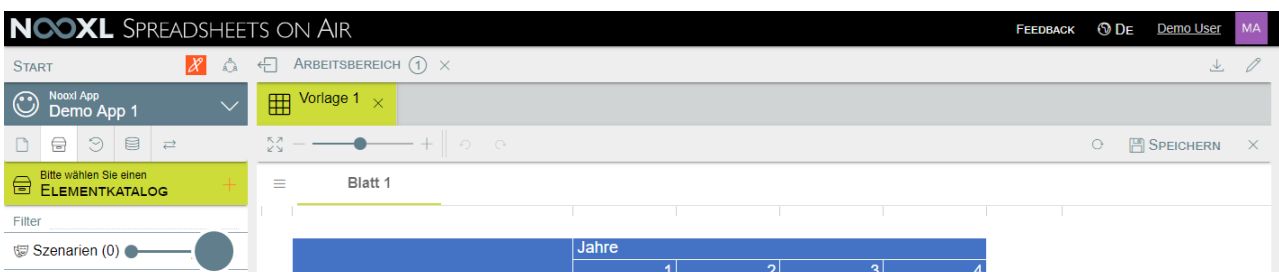 NOOXL SPREADSHEETS ON AIR
FEEDBACK DE Demo User MA
START ARBEITSBEREICH 1
Nooxl App
Demo App 1
Vorlage 1
SPEICHERN
Bitte wählen Sie einen
ELEMENTKATALOG
Blatt 1
Filter
Szenarien (0)
Jahre
1 2 3 4